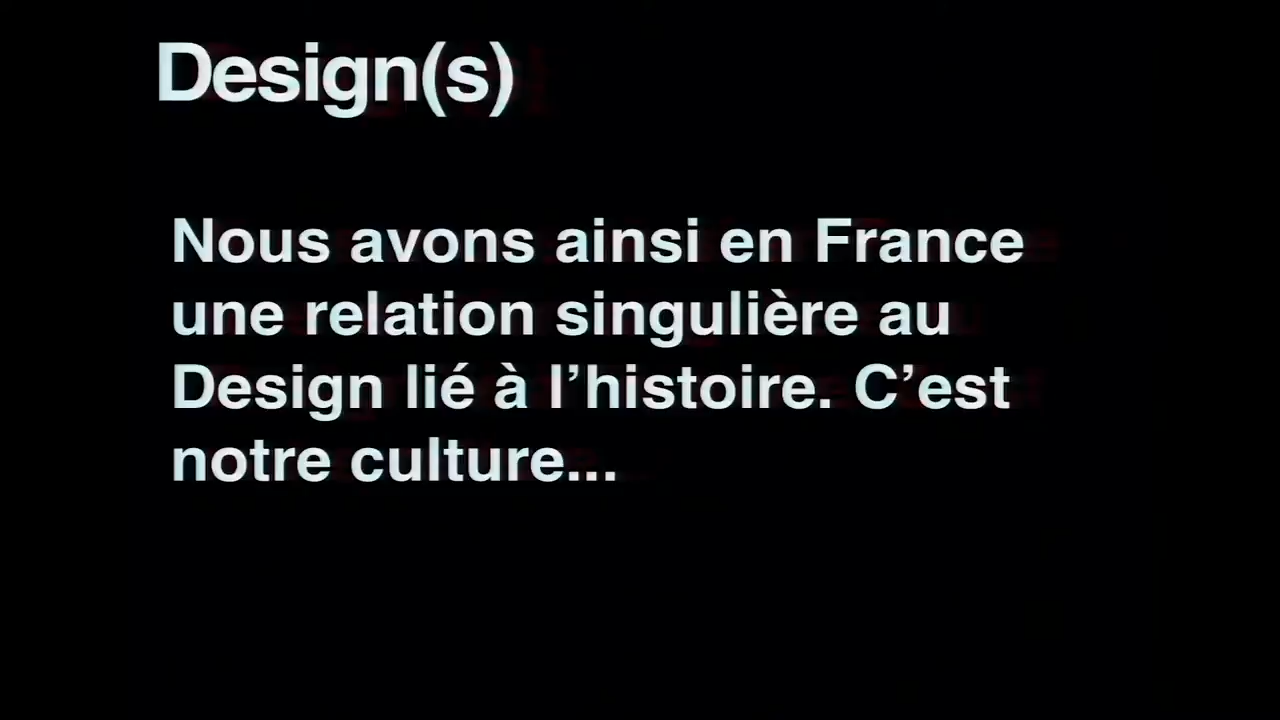 Design(s)
Nous avons ainsi en France
une relation singulière au
Design lié à l’histoire. C’est
notre culture...